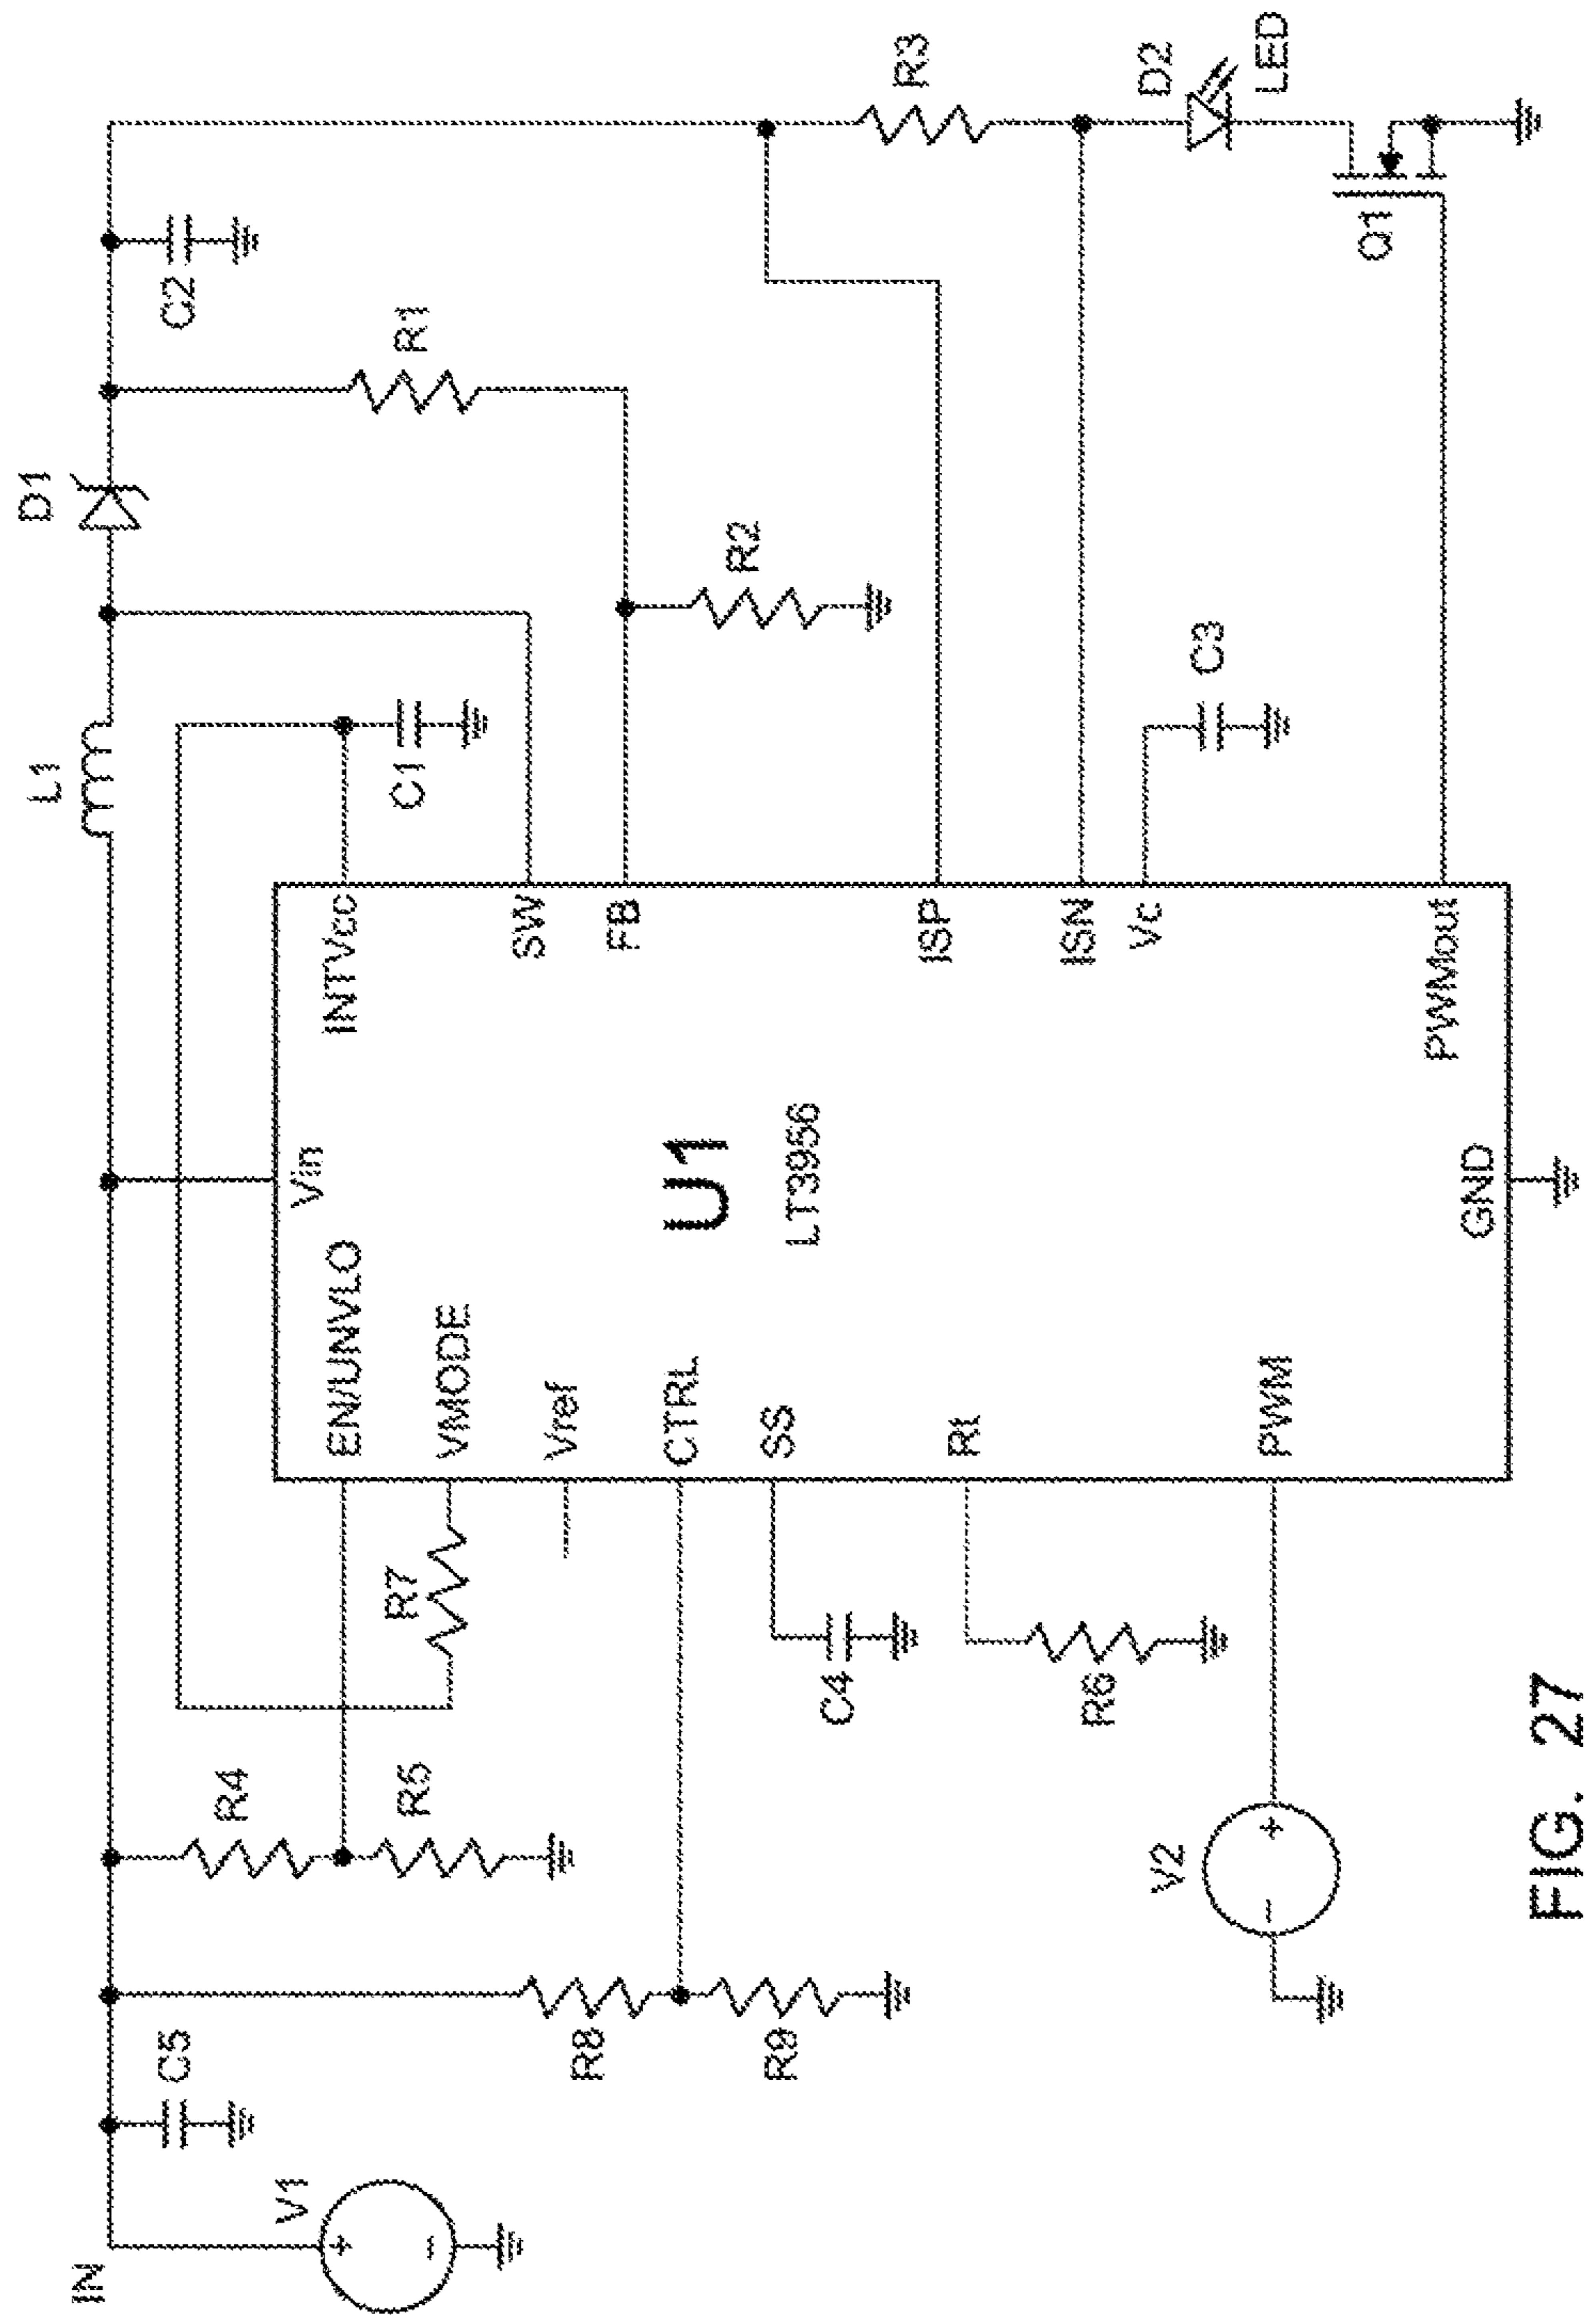 IN
V1
C5
R8
R9
R4
R5
R7
L1
D1
C2
R1
R2
C1
R3
D2
LED
Q1
C3
C4
R6
V2
Vin
EN/UNVLO
VMODE
Vref
CTRL
SS
Rt
PWM
U1
LT3956
GND
INTVcc
SW
FB
ISP
ISN
Vc
PWMout
+
−
+
−
FIG. 27